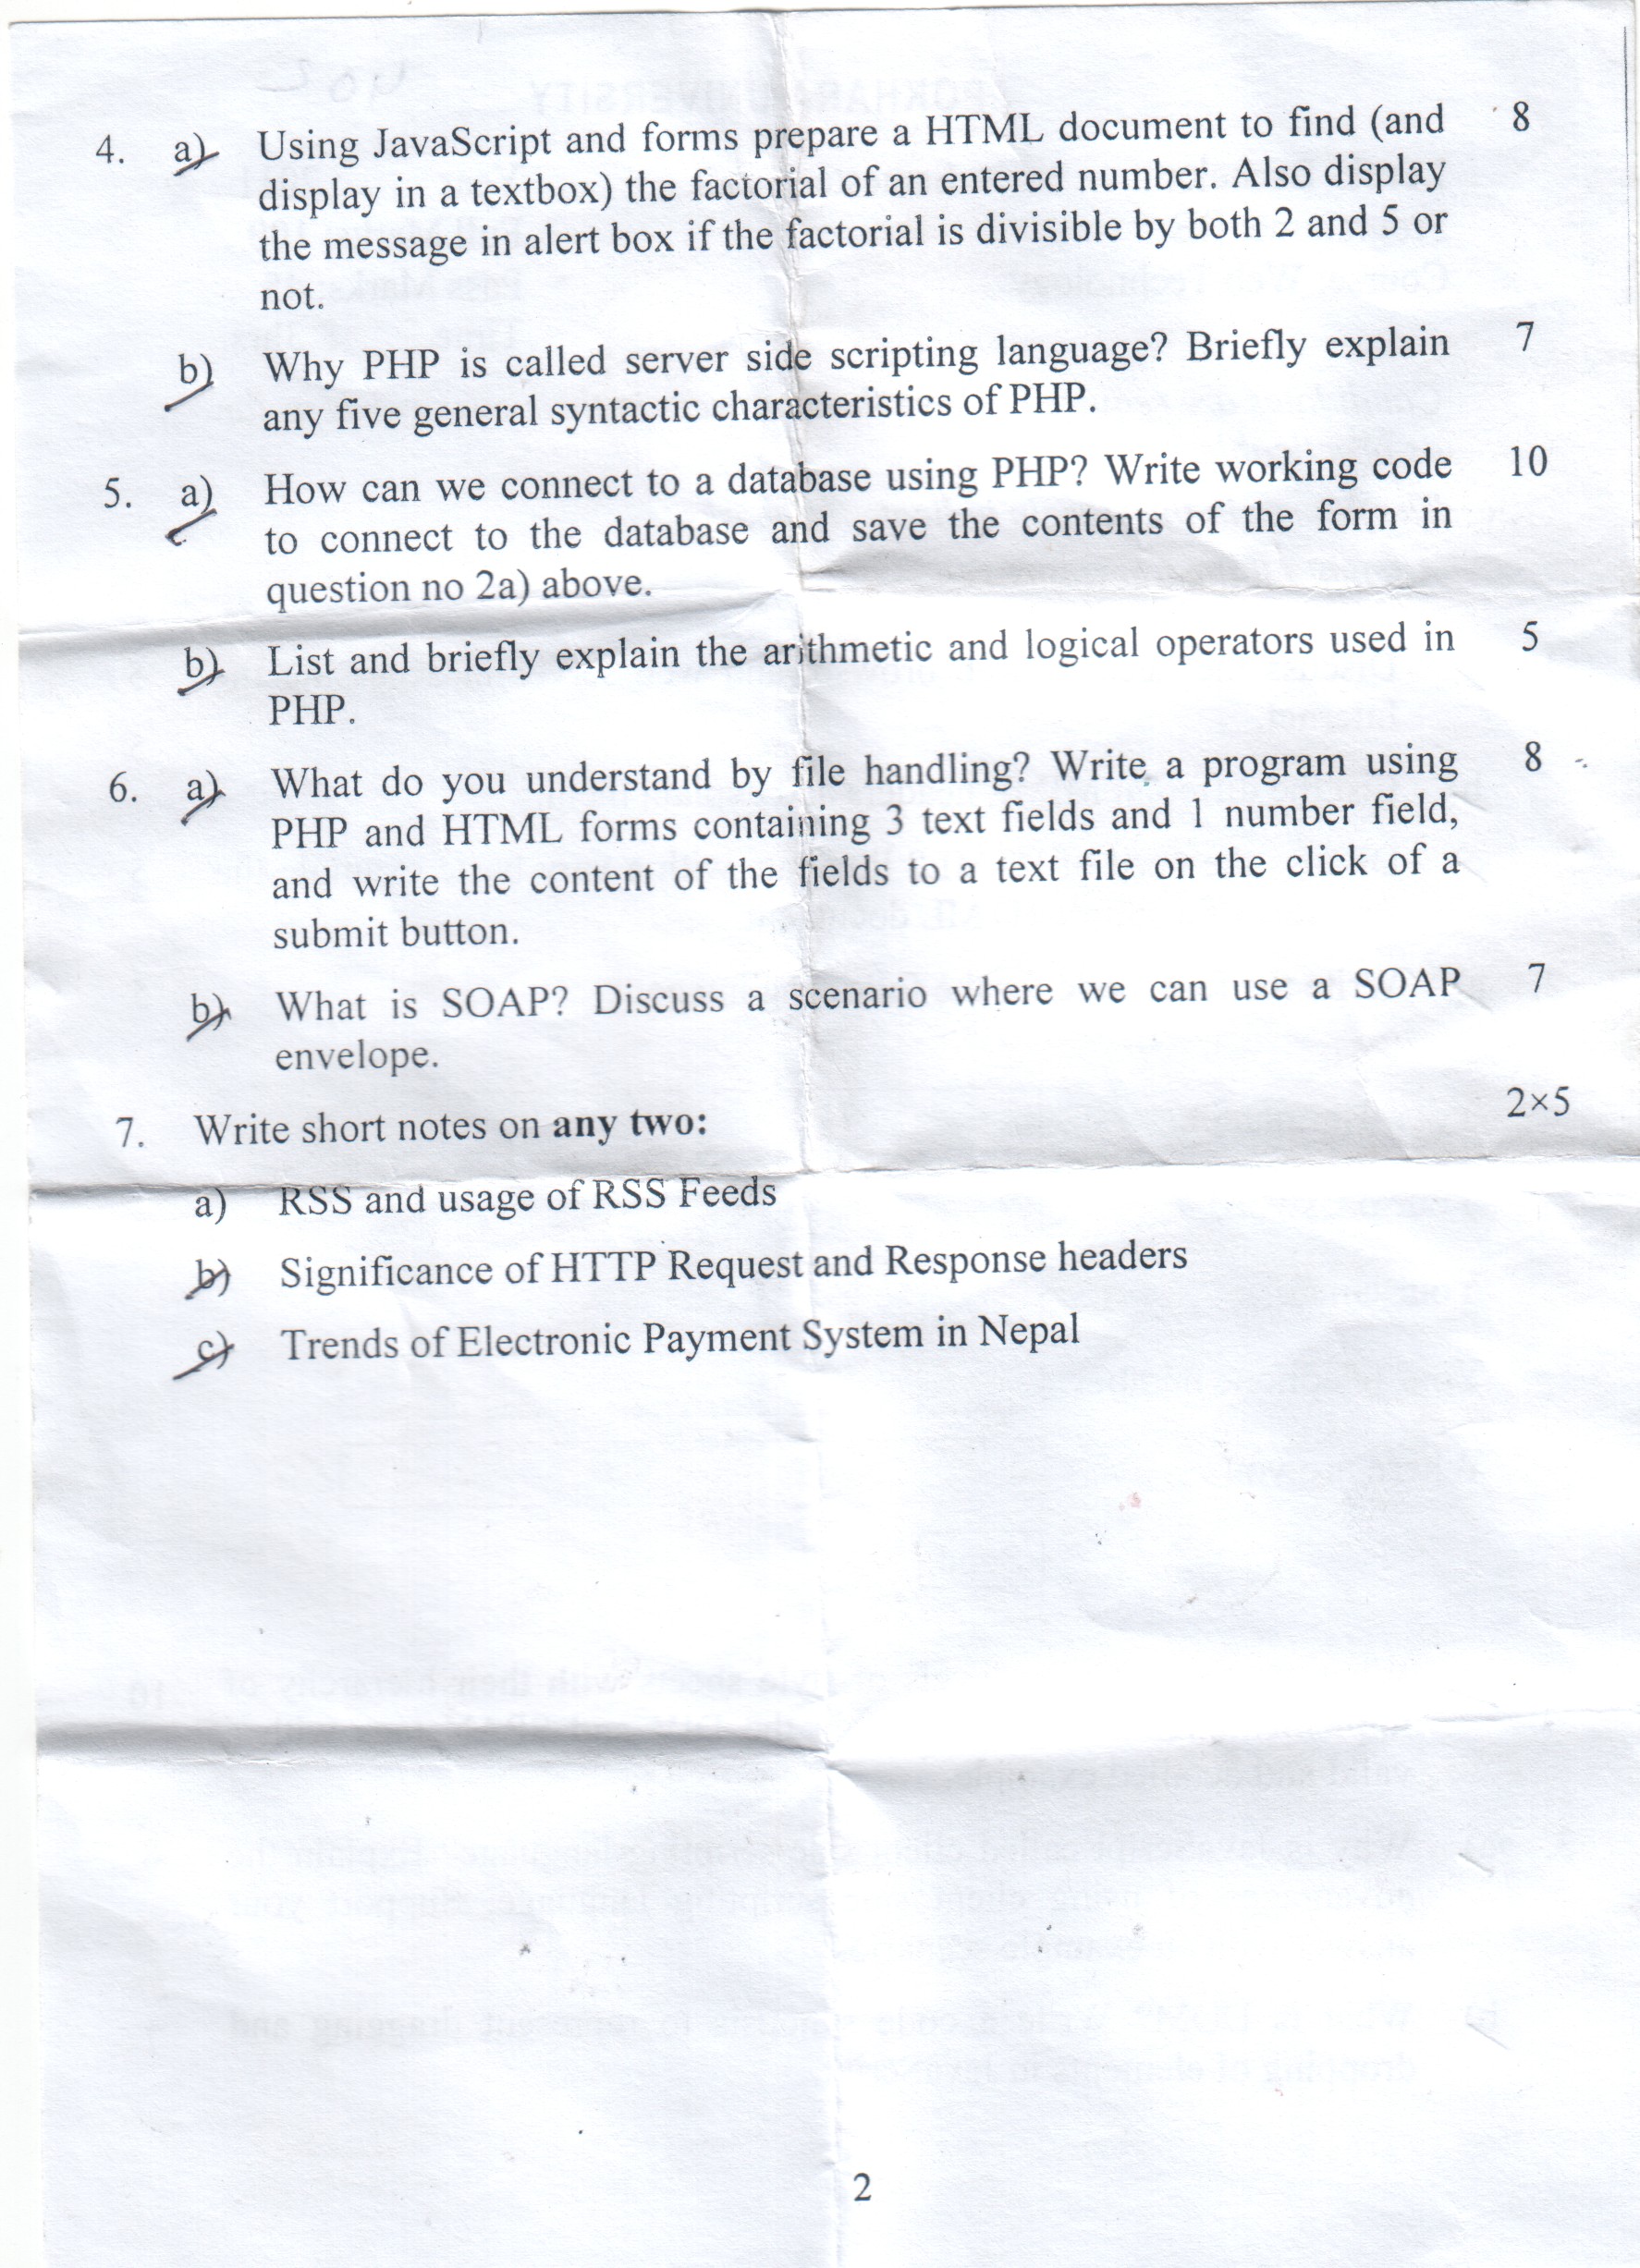 4. a) Using JavaScript and forms prepare a HTML document to find (and 8
display in a textbox) the factorial of an entered number. Also display
the message in alert box if the factorial is divisible by both 2 and 5 or
not.
b) Why PHP is called server side scripting language? Briefly explain 7
any five general syntactic characteristics of PHP.
5. a) How can we connect to a database using PHP? Write working code 10
to connect to the database and save the contents of the form in
question no 2a) above.
b) List and briefly explain the arithmetic and logical operators used in 5
PHP.
6. a) What do you understand by file handling? Write a program using 8
PHP and HTML forms containing 3 text fields and 1 number field,
and write the content of the fields to a text file on the click of a
submit button.
b) What is SOAP? Discuss a scenario where we can use a SOAP 7
envelope.
7. Write short notes on any two: 2×5
a) RSS and usage of RSS Feeds
b) Significance of HTTP Request and Response headers
c) Trends of Electronic Payment System in Nepal
2